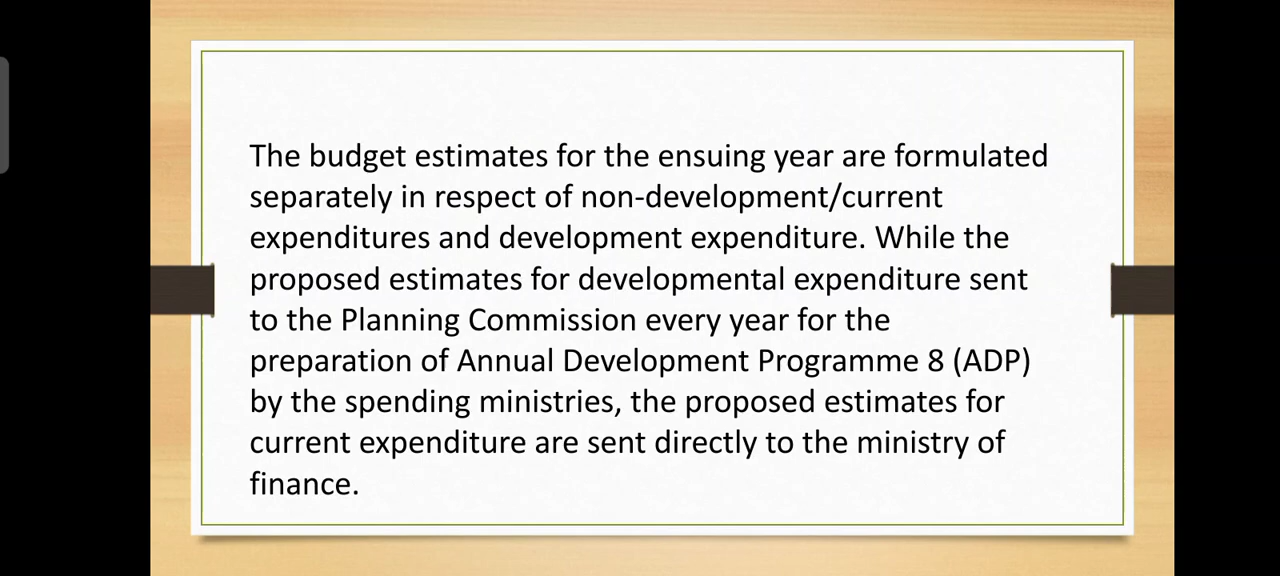 The budget estimates for the ensuing year are formulated
separately in respect of non-development/current
expenditures and development expenditure. While the
proposed estimates for developmental expenditure sent
to the Planning Commission every year for the
preparation of Annual Development Programme 8 (ADP)
by the spending ministries, the proposed estimates for
current expenditure are sent directly to the ministry of
finance.